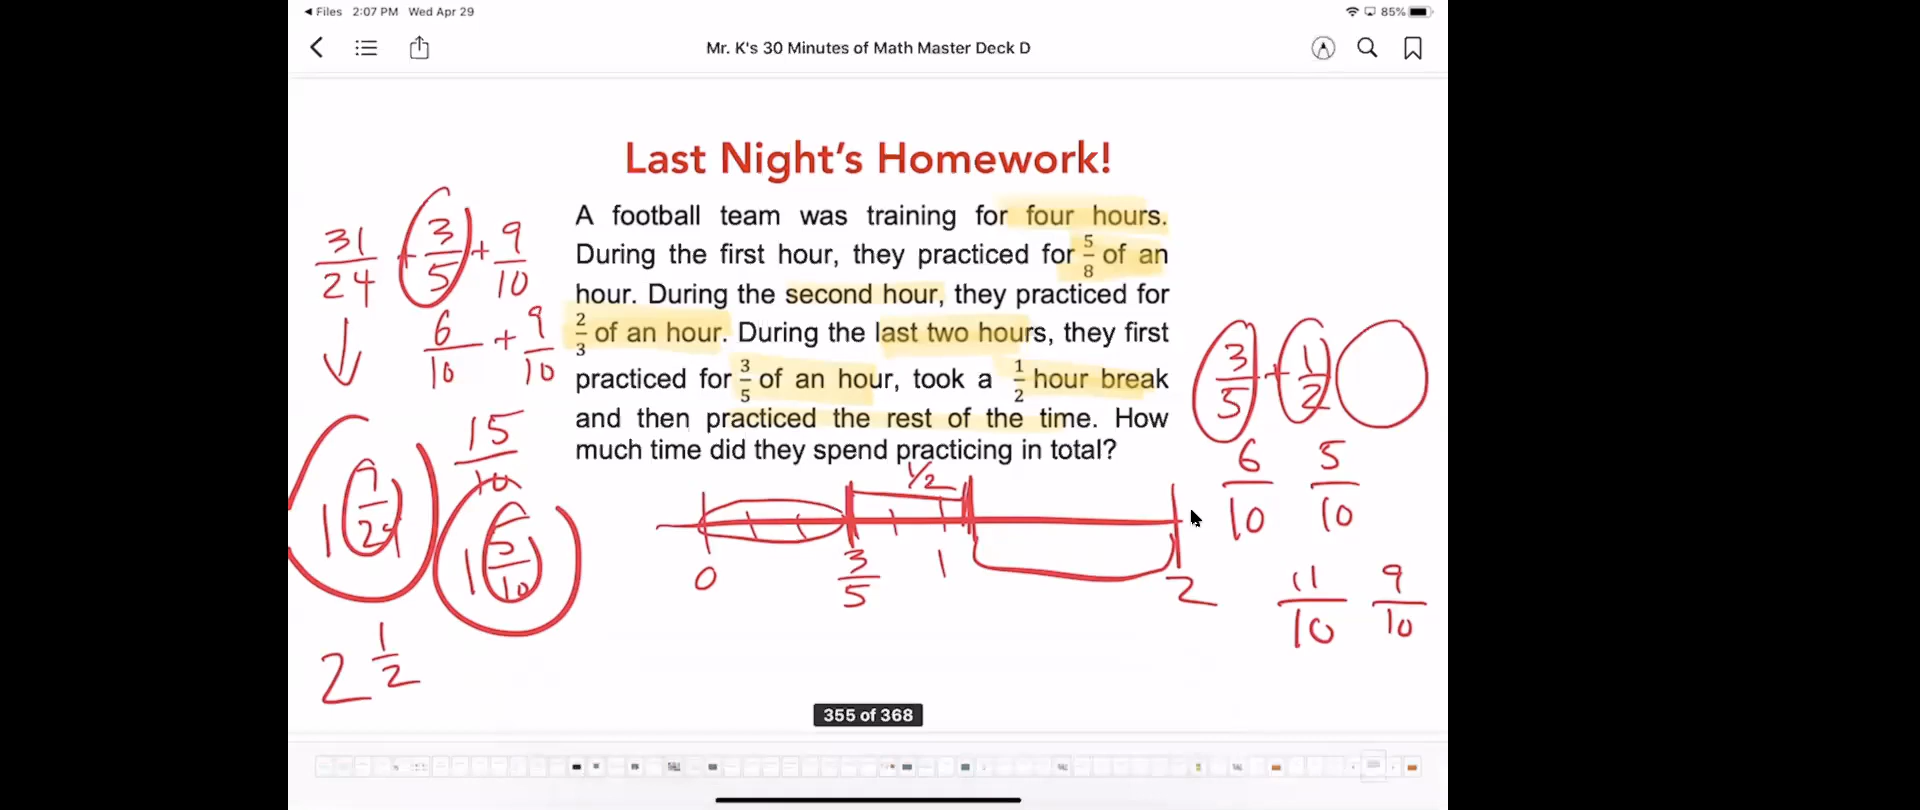 Files 2:07 PM Wed Apr 29 85%
Mr. K's 30 Minutes of Math Master Deck D
Last Night's Homework!
A football team was training for four hours.
During the first hour, they practiced for 5/8 of an
hour. During the second hour, they practiced for
2/3 of an hour. During the last two hours, they first
practiced for 3/5 of an hour, took a 1/2 hour break
and then practiced the rest of the time. How
much time did they spend practicing in total?
31/24 + 3/5 + 9/10
6/10 + 9/10
15/10
1 7/24
1 5/10
2 1/2
1/2
0 3/5 1 2
3/5 + 1/2
6/10 5/10
11/10 9/10
355 of 368